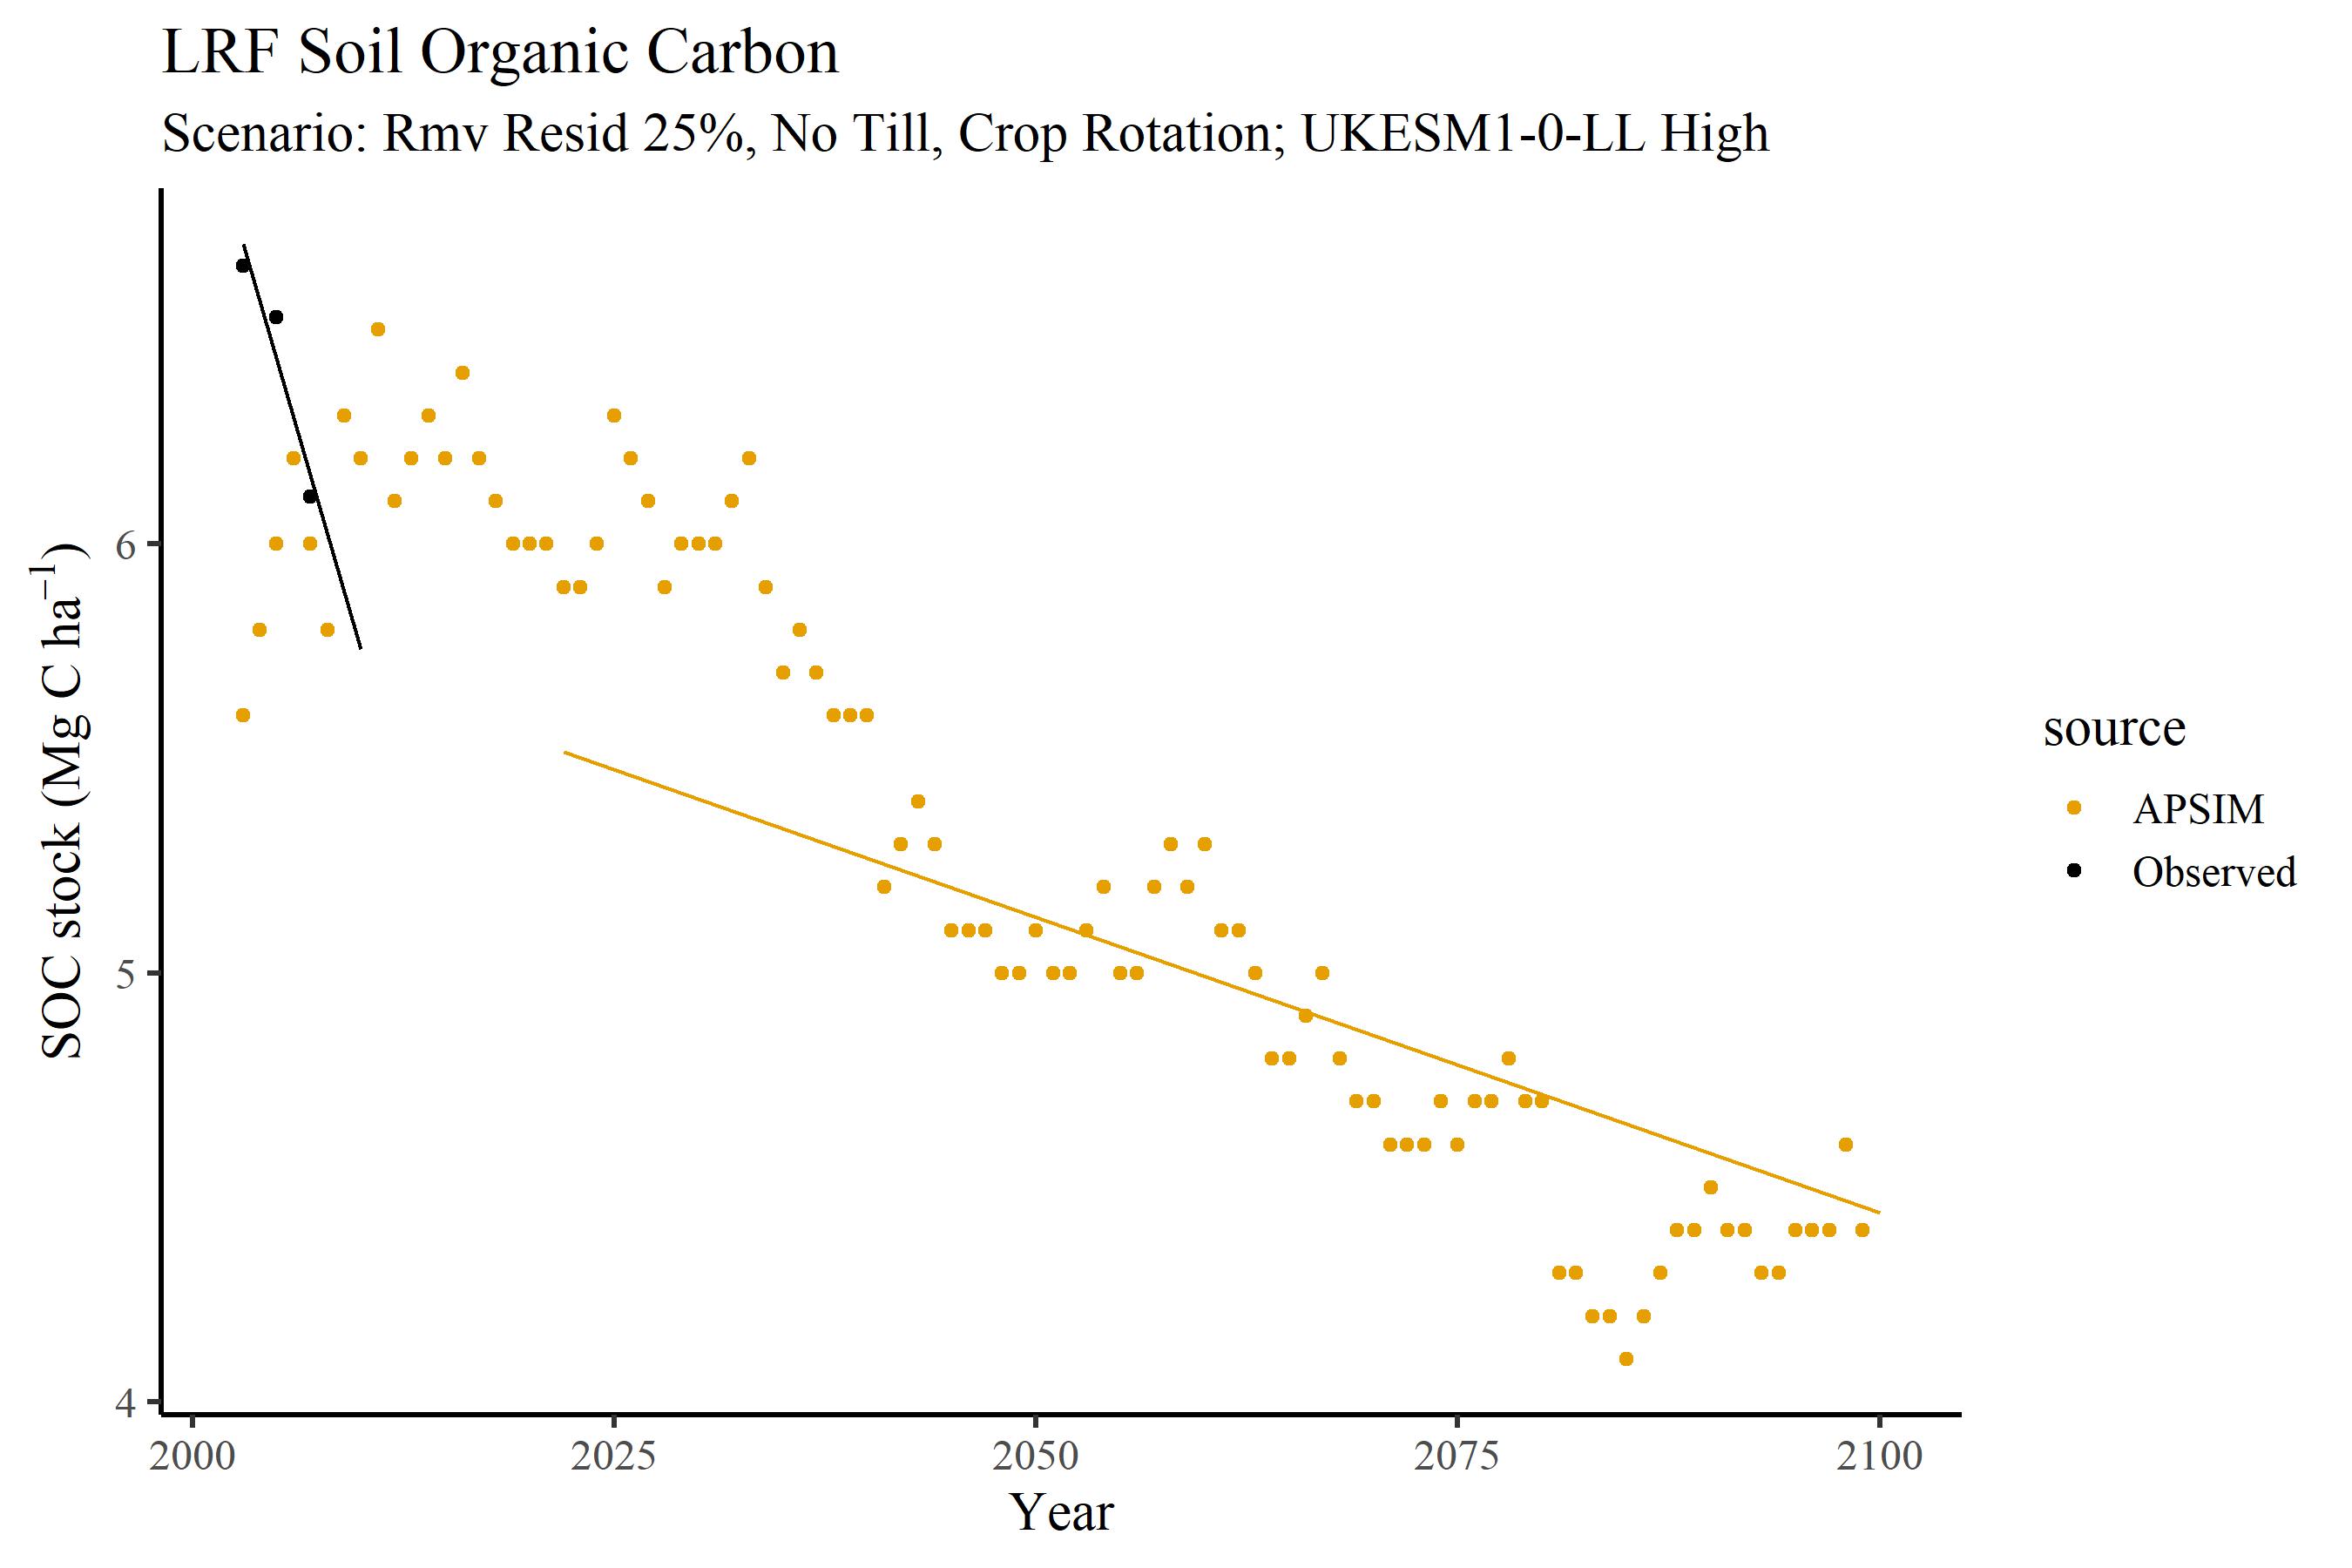 LRF Soil Organic Carbon
Scenario: Rmv Resid 25%, No Till, Crop Rotation; UKESM1-0-LL High
SOC stock (Mg C ha⁻¹)
6
5
4
2000 2025 2050 2075 2100
Year
source
APSIM
Observed